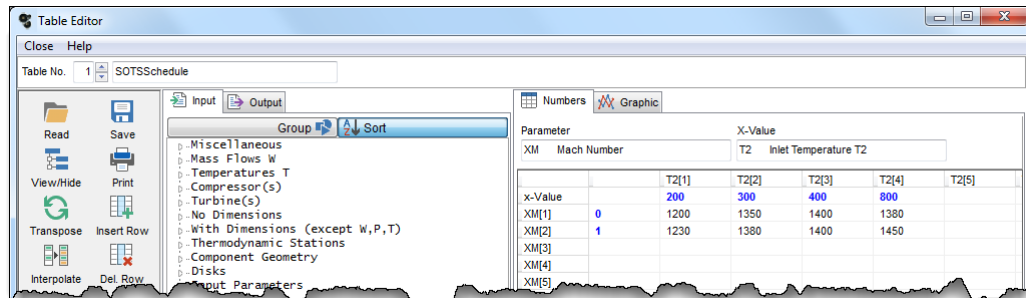 Table Editor
Close Help
Table No. 1 SOTSSchedule
Input Output
Numbers Graphic
Read Save
View/Hide Print
Transpose Insert Row
Interpolate Del. Row
Group Sort
Miscellaneous
Mass Flows W
Temperatures T
Compressor(s)
Turbine(s)
No Dimensions
With Dimensions (except W,P,T)
Thermodynamic Stations
Component Geometry
Disks
Input Parameters
Parameter X-Value
XM Mach Number T2 Inlet Temperature T2
T2[1] T2[2] T2[3] T2[4] T2[5]
x-Value 200 300 400 800
XM[1] 0 1200 1350 1400 1380
XM[2] 1 1230 1380 1400 1450
XM[3]
XM[4]
XM[5]